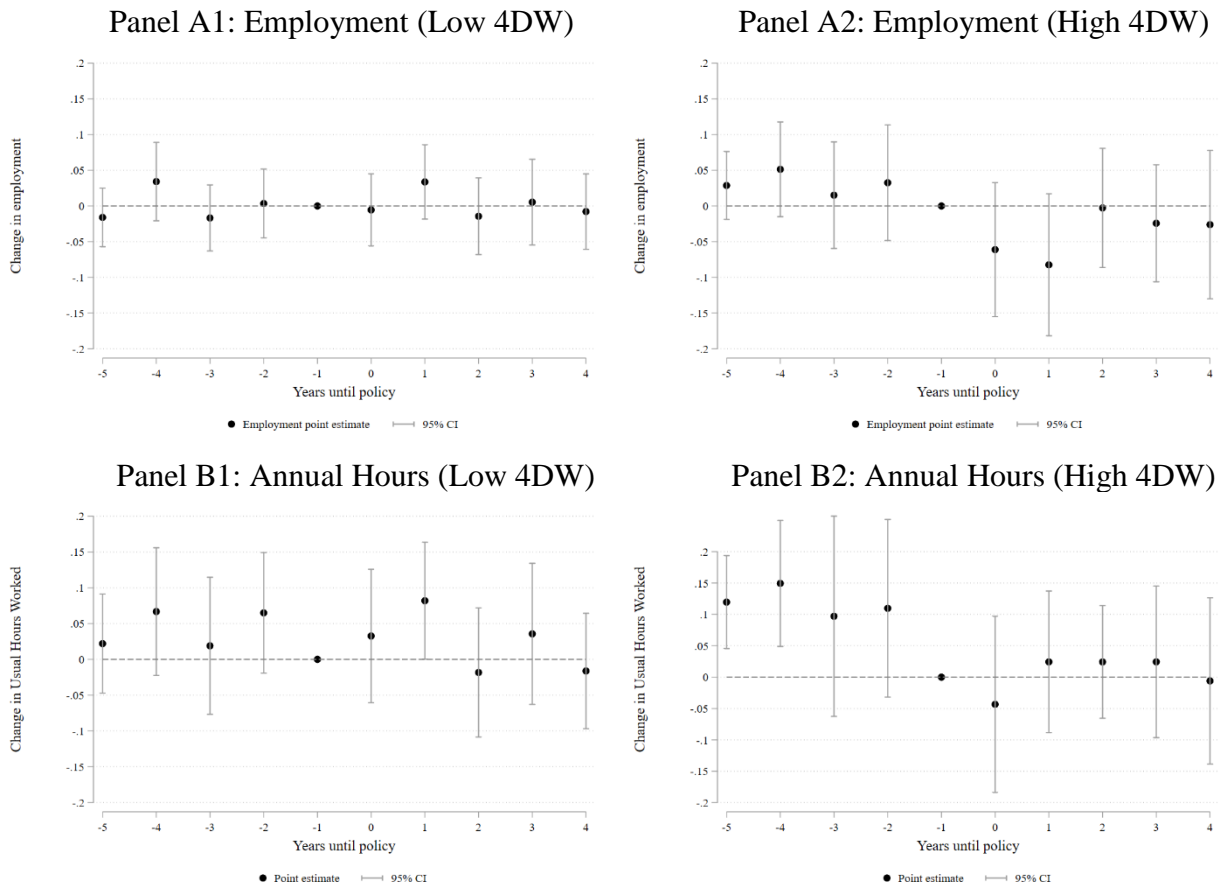 Panel A1: Employment (Low 4DW)
.2
.15
.1
.05
0
-.05
-.1
-.15
-.2
Change in employment
-5 -4 -3 -2 -1 0 1 2 3 4
Years until policy
Employment point estimate 95% CI
Panel A2: Employment (High 4DW)
.2
.15
.1
.05
0
-.05
-.1
-.15
-.2
Change in employment
-5 -4 -3 -2 -1 0 1 2 3 4
Years until policy
Employment point estimate 95% CI
Panel B1: Annual Hours (Low 4DW)
.2
.15
.1
.05
0
-.05
-.1
-.15
-.2
Change in Usual Hours Worked
-5 -4 -3 -2 -1 0 1 2 3 4
Years until policy
Point estimate 95% CI
Panel B2: Annual Hours (High 4DW)
.2
.15
.1
.05
0
-.05
-.1
-.15
-.2
Change in Usual Hours Worked
-5 -4 -3 -2 -1 0 1 2 3 4
Years until policy
Point estimate 95% CI